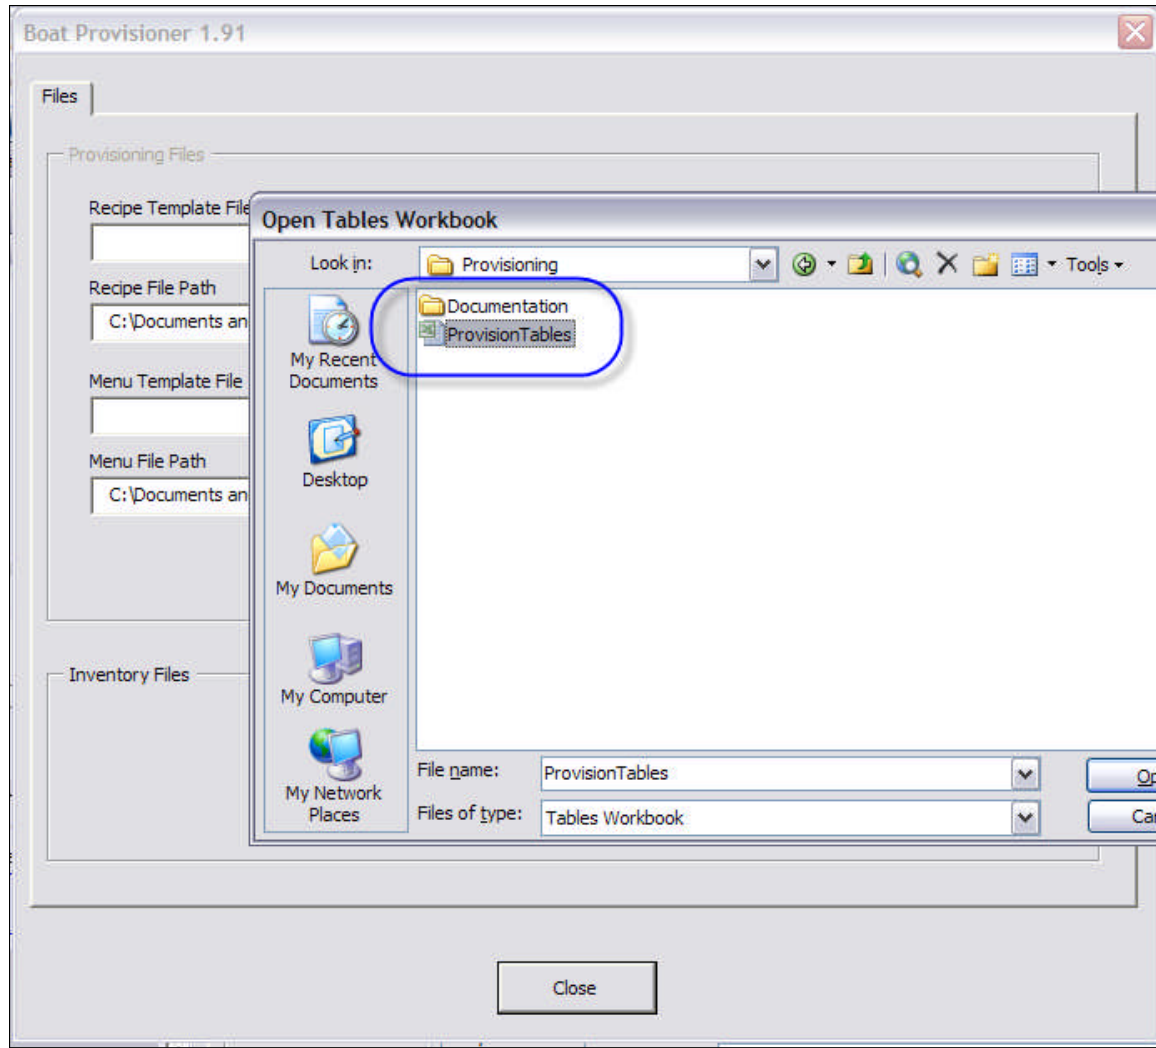 Boat Provisioner 1.91
Files
Provisioning Files
Recipe Template File
Recipe File Path
C:\Documents an
Menu Template File
Menu File Path
C:\Documents an
Inventory Files
Open Tables Workbook
Look in:
Provisioning
Tools
My Recent
Documents
Desktop
My Documents
My Computer
My Network
Places
Documentation
ProvisionTables
File name:
ProvisionTables
Files of type:
Tables Workbook
Close